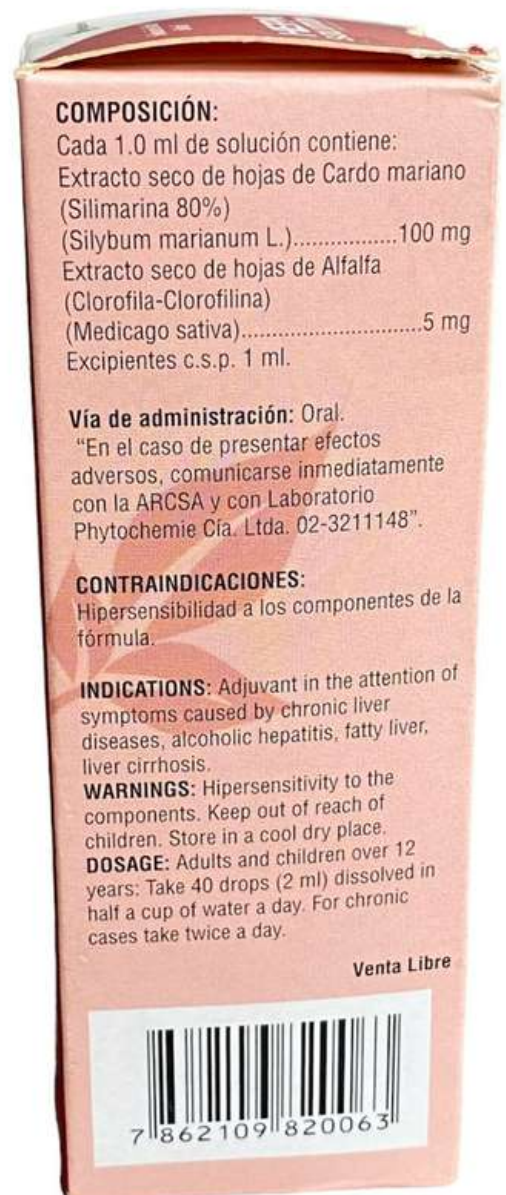 COMPOSICIÓN:
Cada 1.0 ml de solución contiene:
Extracto seco de hojas de Cardo mariano
(Silimarina 80%)
(Silybum marianum L.)..................100 mg
Extracto seco de hojas de Alfalfa
(Clorofila-Clorofilina)
(Medicago sativa)..............................5 mg
Excipientes c.s.p. 1 ml.
Vía de administración: Oral.
"En el caso de presentar efectos
adversos, comunicarse inmediatamente
con la ARCSA y con Laboratorio
Phytochemie Cía. Ltda. 02-3211148".
CONTRAINDICACIONES:
Hipersensibilidad a los componentes de la
fórmula.
INDICATIONS: Adjuvant in the attention of
symptoms caused by chronic liver
diseases, alcoholic hepatitis, fatty liver,
liver cirrhosis.
WARNINGS: Hipersensitivity to the
components. Keep out of reach of
children. Store in a cool dry place.
DOSAGE: Adults and children over 12
years: Take 40 drops (2 ml) dissolved in
half a cup of water a day. For chronic
cases take twice a day.
Venta Libre
7 862109 820063